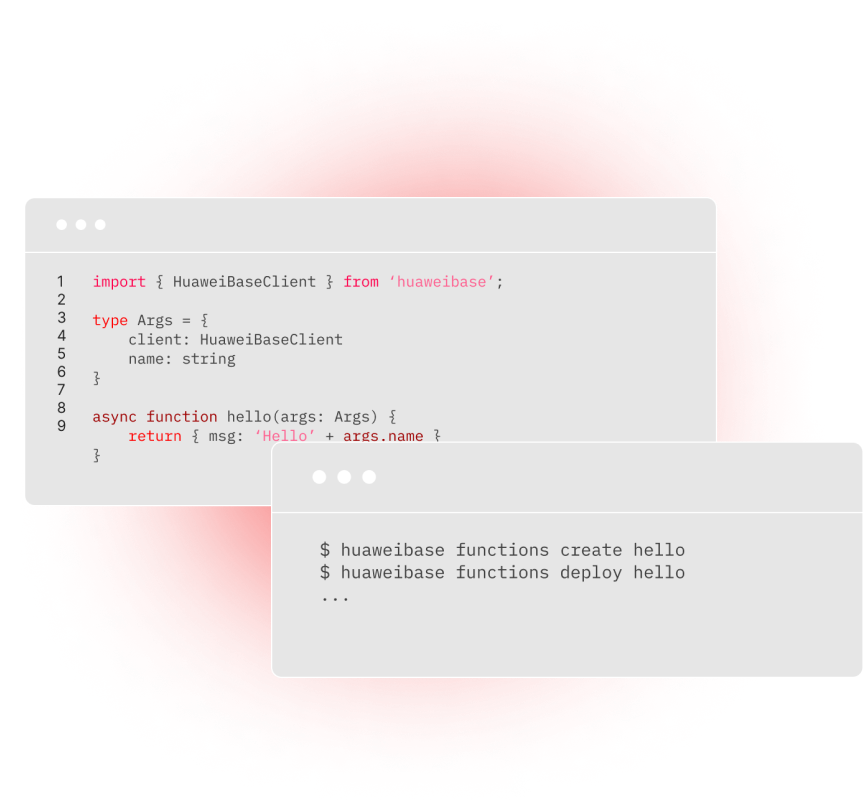 1 import { HuaweiBaseClient } from ‘huaweibase’;
2
3 type Args = {
4 client: HuaweiBaseClient
5 name: string
6 }
7
8 async function hello(args: Args) {
9 return { msg: ‘Hello’ + args.name }
}
$ huaweibase functions create hello
$ huaweibase functions deploy hello
...